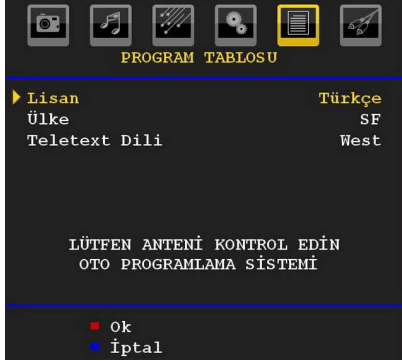 PROGRAM TABLOSU
Lisan Türkçe
Ülke SF
Teletext Dili West
LÜTFEN ANTENİ KONTROL EDİN
OTO PROGRAMLAMA SİSTEMİ
Ok
İptal